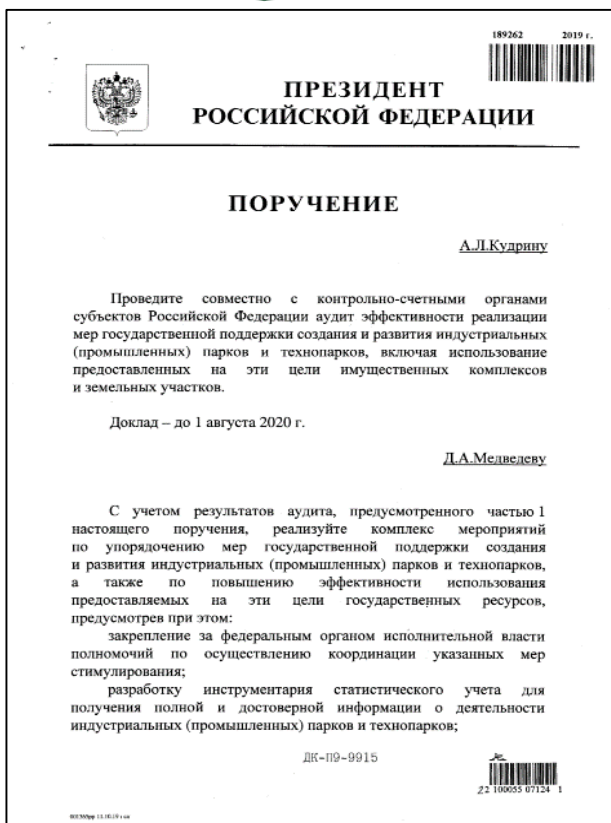 189262 2019 г.
ПРЕЗИДЕНТ
РОССИЙСКОЙ ФЕДЕРАЦИИ
ПОРУЧЕНИЕ
А.Л.Кудрину
Проведите совместно с контрольно-счетными органами
субъектов Российской Федерации аудит эффективности реализации
мер государственной поддержки создания и развития индустриальных
(промышленных) парков и технопарков, включая использование
предоставленных на эти цели имущественных комплексов
и земельных участков.
Доклад – до 1 августа 2020 г.
Д.А.Медведеву
С учетом результатов аудита, предусмотренного частью 1
настоящего поручения, реализуйте комплекс мероприятий
по упорядочению мер государственной поддержки создания
и развития индустриальных (промышленных) парков и технопарков,
а также по повышению эффективности использования
предоставляемых на эти цели государственных ресурсов,
предусмотрев при этом:
закрепление за федеральным органом исполнительной власти
полномочий по осуществлению координации указанных мер
стимулирования;
разработку инструментария статистического учета для
получения полной и достоверной информации о деятельности
индустриальных (промышленных) парков и технопарков;
ДК-П9-9915
22 100055 07124 1